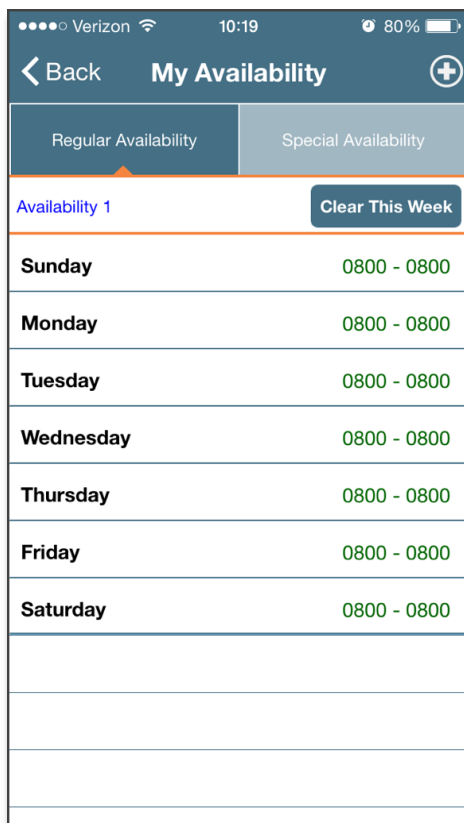 Verizon 10:19 80%
Back My Availability
Regular Availability Special Availability
Availability 1 Clear This Week
Sunday 0800 - 0800
Monday 0800 - 0800
Tuesday 0800 - 0800
Wednesday 0800 - 0800
Thursday 0800 - 0800
Friday 0800 - 0800
Saturday 0800 - 0800